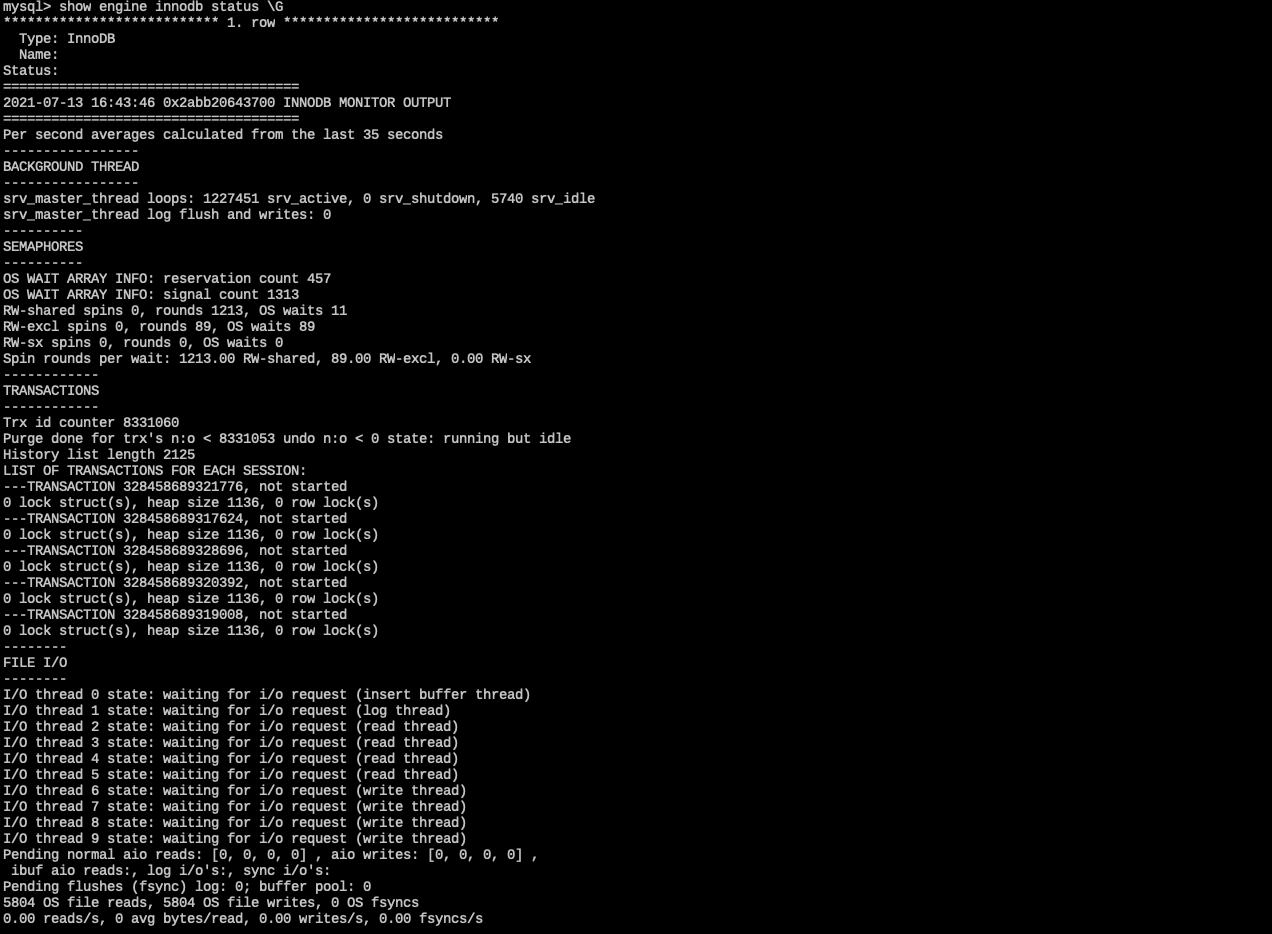 mysql> show engine innodb status \G
*************************** 1. row ***************************
  Type: InnoDB
  Name:
Status:
=====================================
2021-07-13 16:43:46 0x2abb20643700 INNODB MONITOR OUTPUT
=====================================
Per second averages calculated from the last 35 seconds
-----------------
BACKGROUND THREAD
-----------------
srv_master_thread loops: 1227451 srv_active, 0 srv_shutdown, 5740 srv_idle
srv_master_thread log flush and writes: 0
----------
SEMAPHORES
----------
OS WAIT ARRAY INFO: reservation count 457
OS WAIT ARRAY INFO: signal count 1313
RW-shared spins 0, rounds 1213, OS waits 11
RW-excl spins 0, rounds 89, OS waits 89
RW-sx spins 0, rounds 0, OS waits 0
Spin rounds per wait: 1213.00 RW-shared, 89.00 RW-excl, 0.00 RW-sx
------------
TRANSACTIONS
------------
Trx id counter 8331060
Purge done for trx's n:o < 8331053 undo n:o < 0 state: running but idle
History list length 2125
LIST OF TRANSACTIONS FOR EACH SESSION:
---TRANSACTION 328458689321776, not started
0 lock struct(s), heap size 1136, 0 row lock(s)
---TRANSACTION 328458689317624, not started
0 lock struct(s), heap size 1136, 0 row lock(s)
---TRANSACTION 328458689328696, not started
0 lock struct(s), heap size 1136, 0 row lock(s)
---TRANSACTION 328458689320392, not started
0 lock struct(s), heap size 1136, 0 row lock(s)
---TRANSACTION 328458689319008, not started
0 lock struct(s), heap size 1136, 0 row lock(s)
--------
FILE I/O
--------
I/O thread 0 state: waiting for i/o request (insert buffer thread)
I/O thread 1 state: waiting for i/o request (log thread)
I/O thread 2 state: waiting for i/o request (read thread)
I/O thread 3 state: waiting for i/o request (read thread)
I/O thread 4 state: waiting for i/o request (read thread)
I/O thread 5 state: waiting for i/o request (read thread)
I/O thread 6 state: waiting for i/o request (write thread)
I/O thread 7 state: waiting for i/o request (write thread)
I/O thread 8 state: waiting for i/o request (write thread)
I/O thread 9 state: waiting for i/o request (write thread)
Pending normal aio reads: [0, 0, 0, 0] , aio writes: [0, 0, 0, 0] ,
 ibuf aio reads:, log i/o's:, sync i/o's:
Pending flushes (fsync) log: 0; buffer pool: 0
5804 OS file reads, 5804 OS file writes, 0 OS fsyncs
0.00 reads/s, 0 avg bytes/read, 0.00 writes/s, 0.00 fsyncs/s